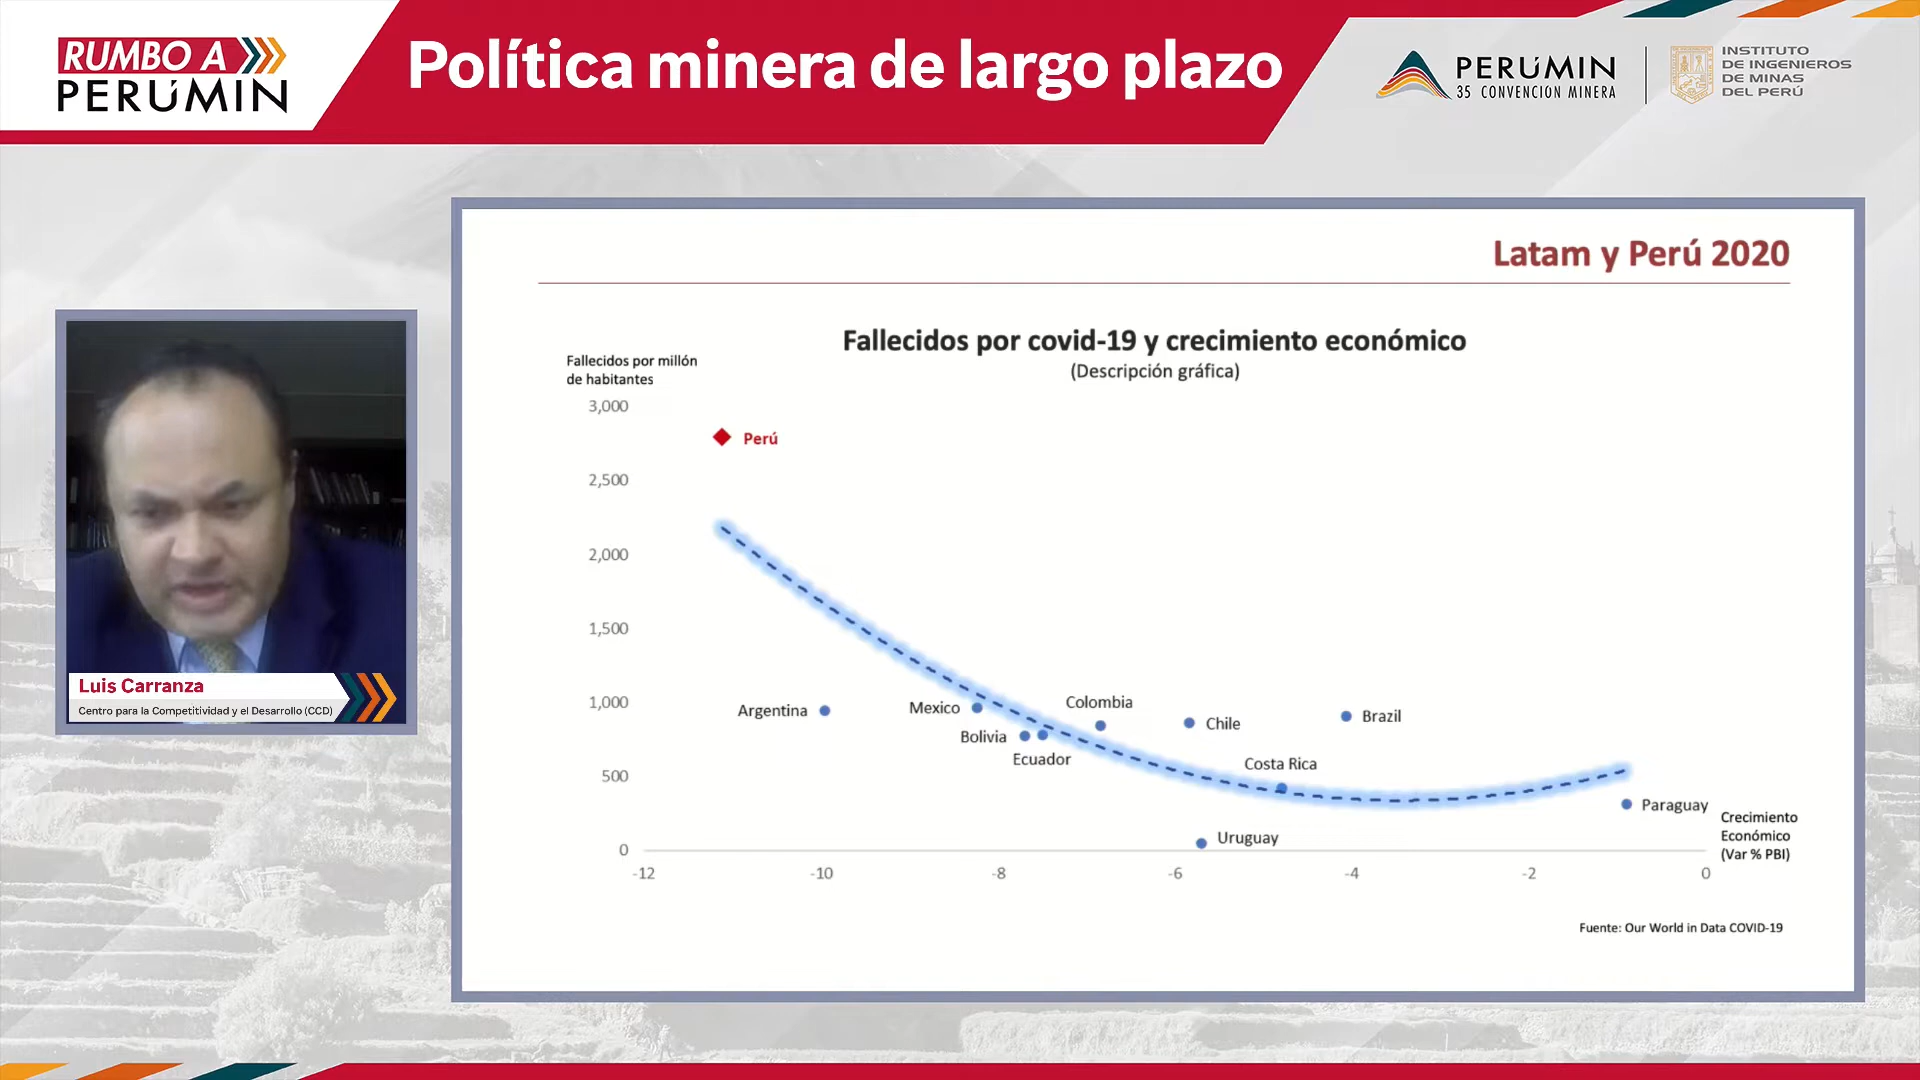 RUMBO A
PERÚMIN
Política minera de largo plazo
PERÚMIN
35 CONVENCIÓN MINERA
INSTITUTO
DE INGENIEROS
DE MINAS
DEL PERÚ
Latam y Perú 2020
Fallecidos por covid-19 y crecimiento económico
(Descripción gráfica)
Fallecidos por millón
de habitantes
3,000
Perú
2,500
2,000
1,500
1,000
Argentina
Mexico
Colombia
Chile
Brazil
Bolivia
Ecuador
Costa Rica
500
Paraguay
Uruguay
0
-12
-10
-8
-6
-4
-2
0
Crecimiento
Económico
(Var % PBI)
Fuente: Our World in Data COVID-19
Luis Carranza
Centro para la Competitividad y el Desarrollo (CCD)